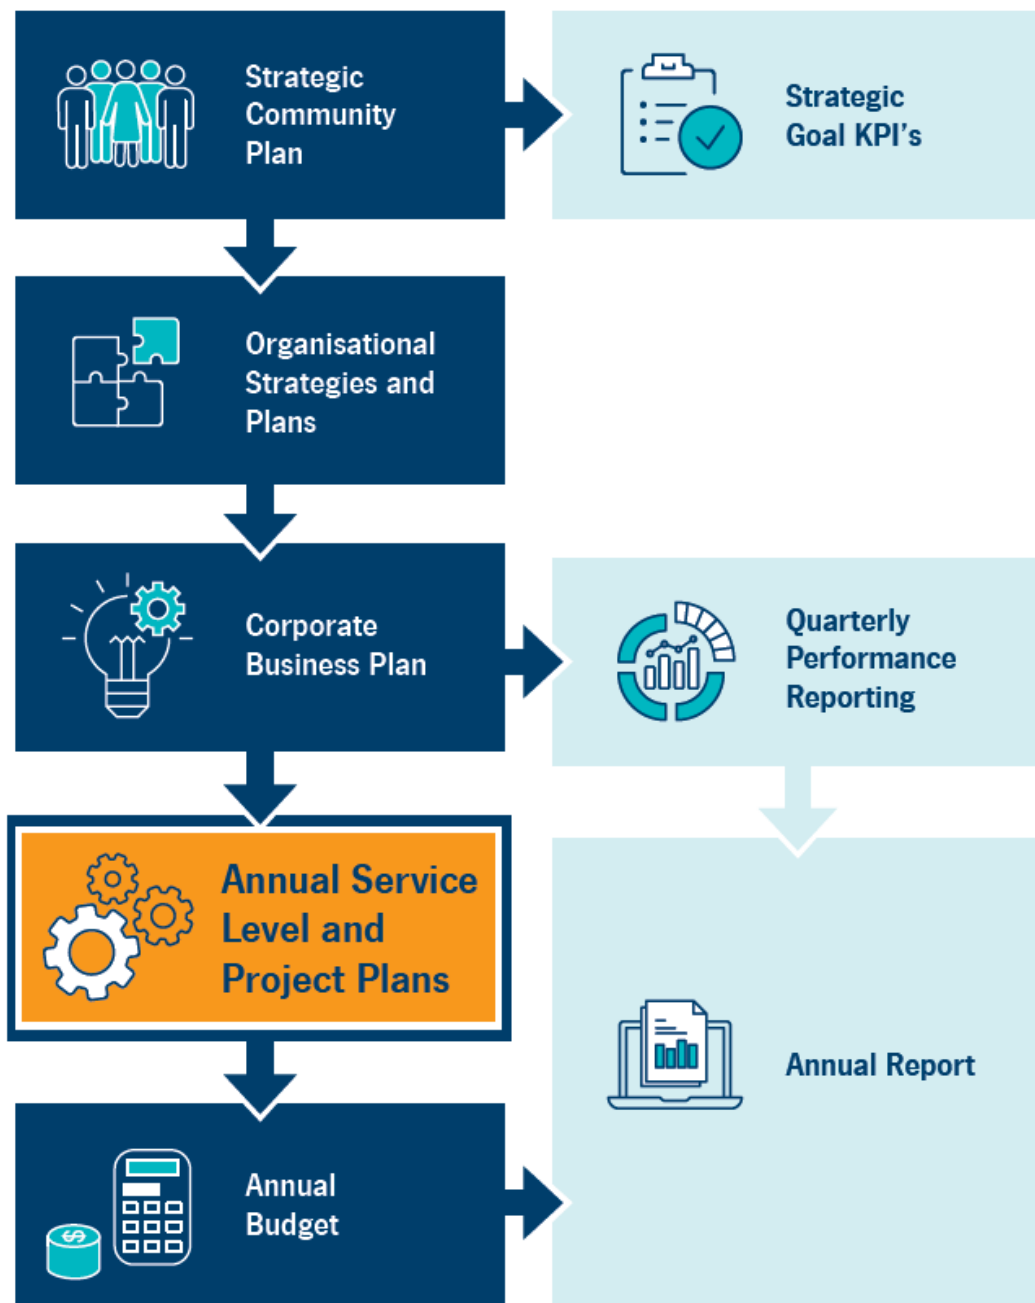 Strategic
Community
Plan
Strategic
Goal KPI's
Organisational
Strategies and
Plans
Corporate
Business Plan
Quarterly
Performance
Reporting
Annual Service
Level and
Project Plans
Annual Report
Annual
Budget
$